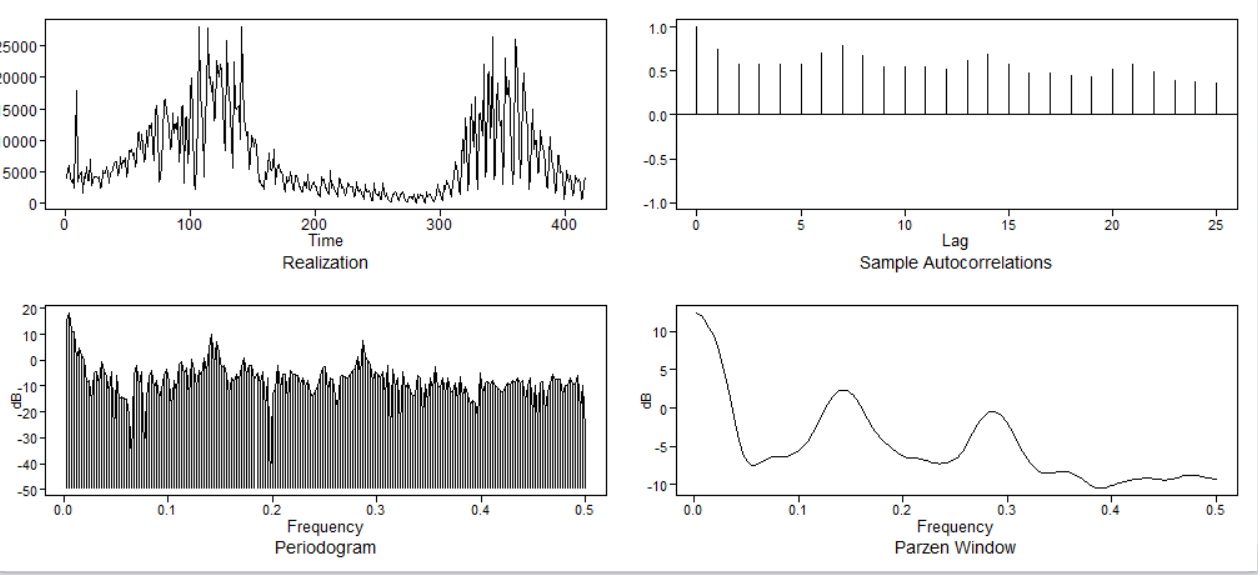 25000
20000
15000
10000
5000
0
0 100 200 300 400
Time
Realization
1.0
0.5
0.0
-0.5
-1.0
0 5 10 15 20 25
Lag
Sample Autocorrelations
20
10
0
-10
-20
-30
-40
-50
dB
0.0 0.1 0.2 0.3 0.4 0.5
Frequency
Periodogram
10
5
0
-5
-10
dB
0.0 0.1 0.2 0.3 0.4 0.5
Frequency
Parzen Window